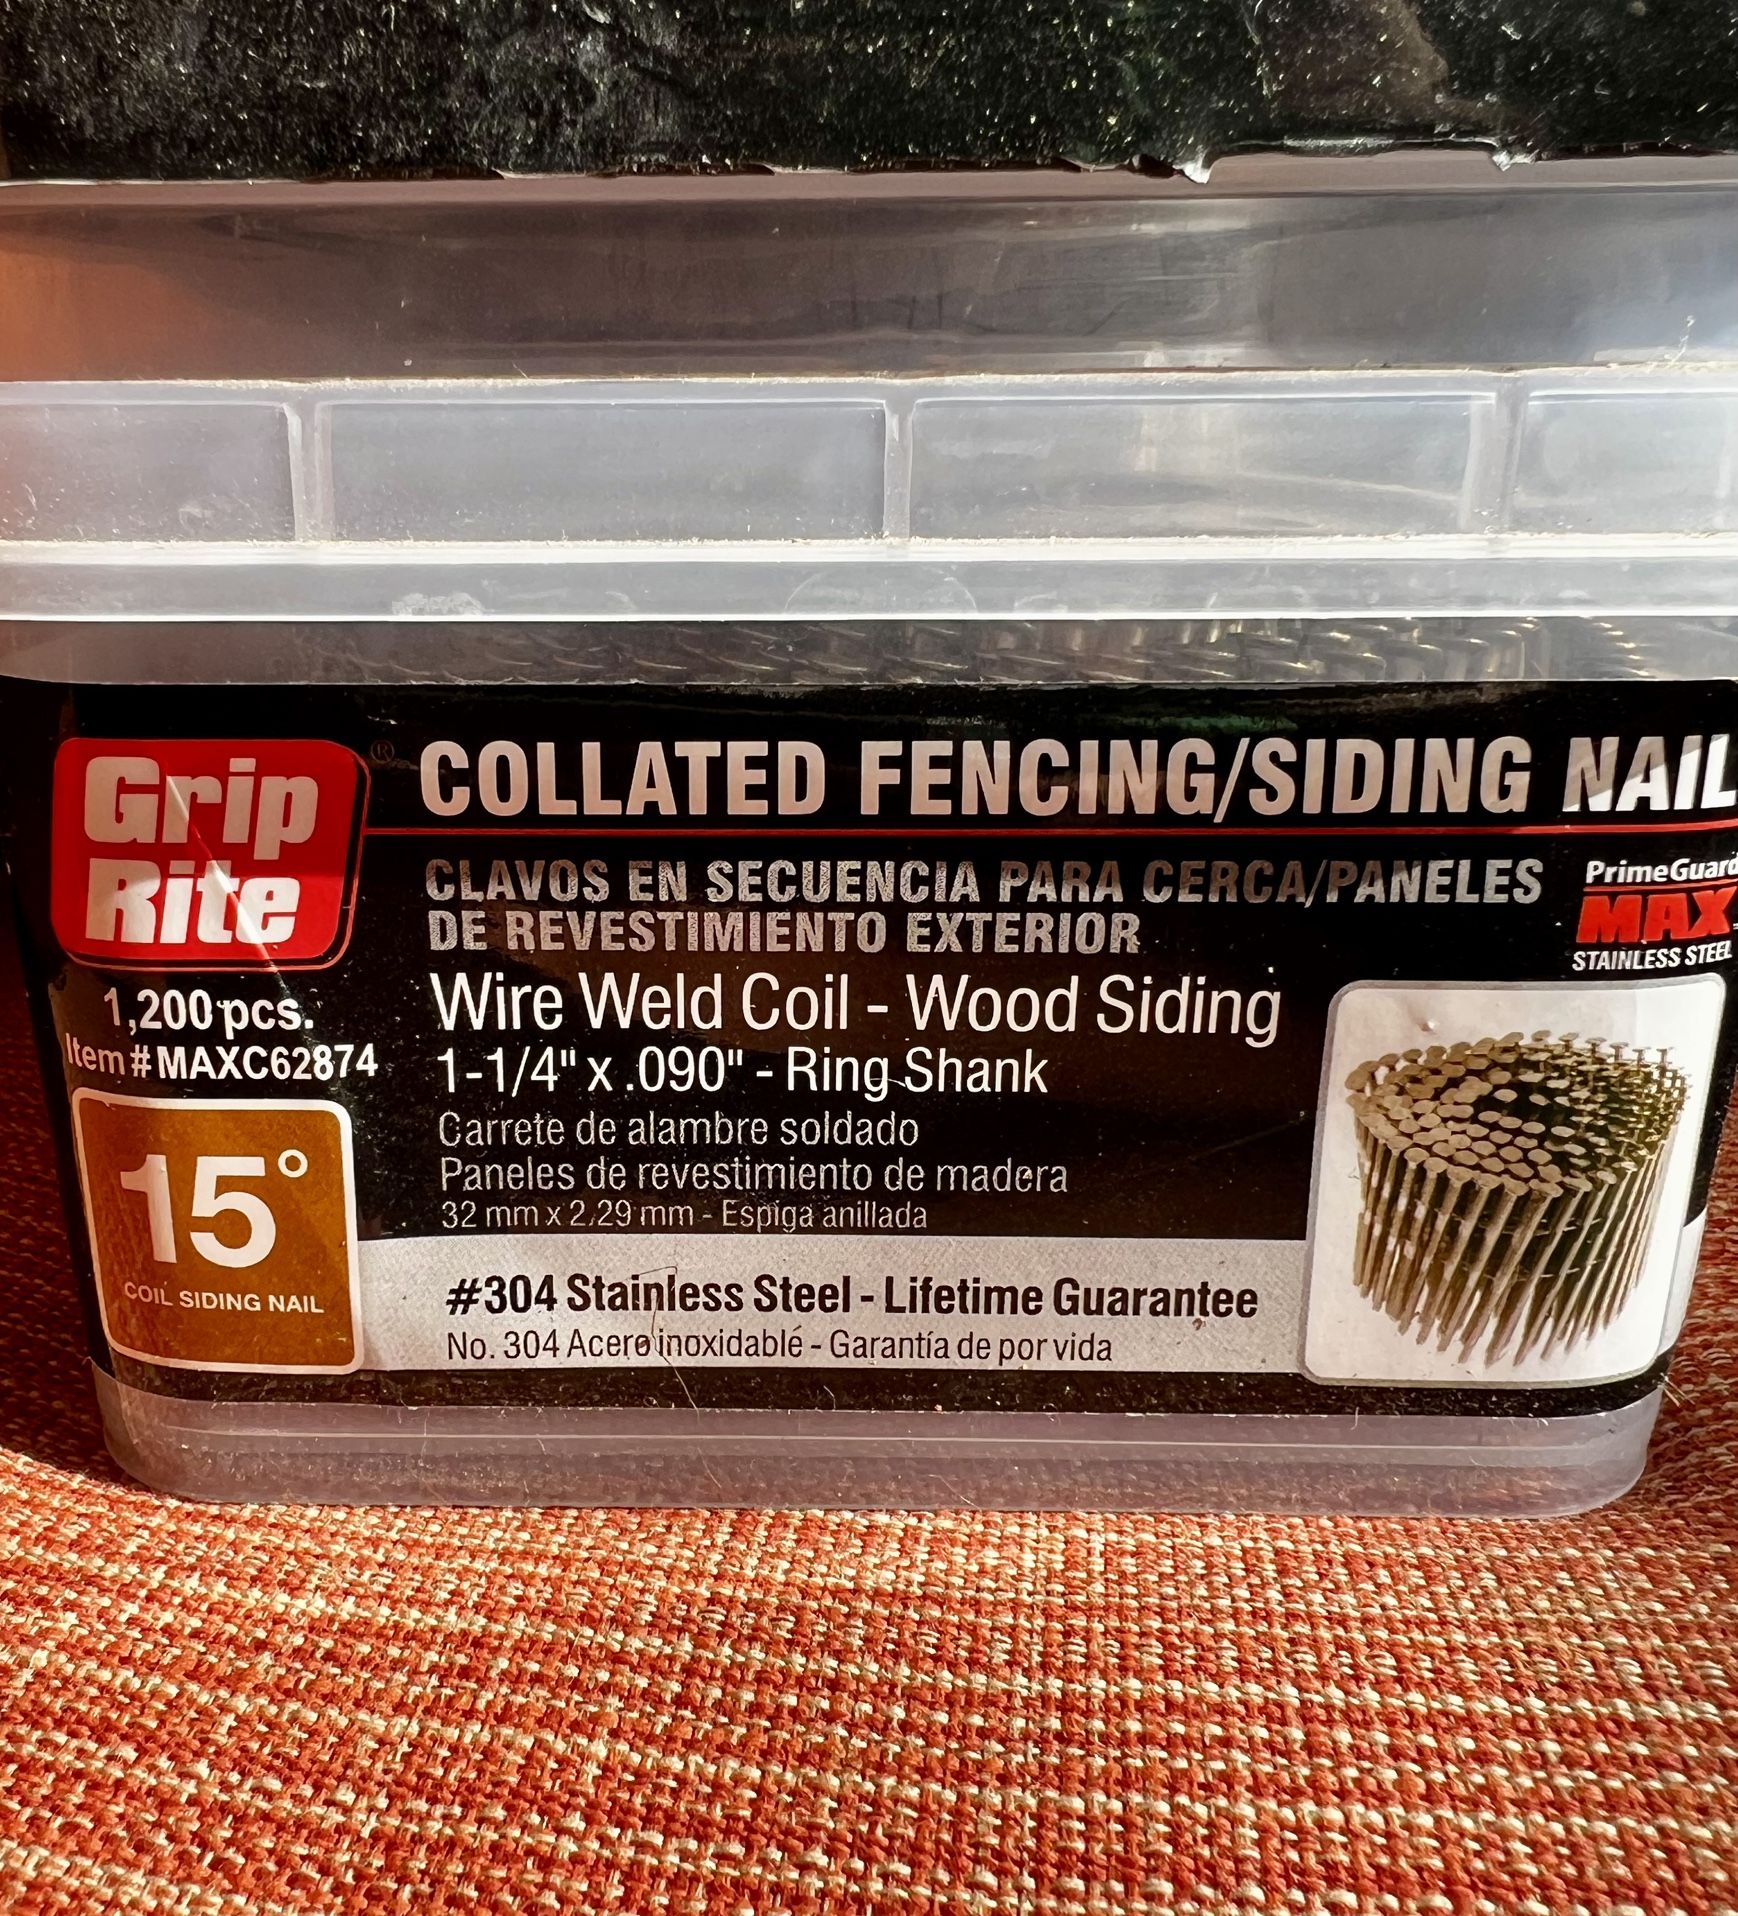 Grip
Rite
®
COLLATED FENCING/SIDING NAIL
CLAVOS EN SECUENCIA PARA CERCA/PANELES
DE REVESTIMIENTO EXTERIOR
PrimeGuard
MAX
STAINLESS STEEL
1,200 pcs.
Item # MAXC62874
Wire Weld Coil - Wood Siding
1-1/4" x .090" - Ring Shank
Carrete de alambre soldado
Paneles de revestimiento de madera
32 mm x 2.29 mm - Espiga anillada
15°
COIL SIDING NAIL
#304 Stainless Steel - Lifetime Guarantee
No. 304 Acero inoxidable - Garantía de por vida